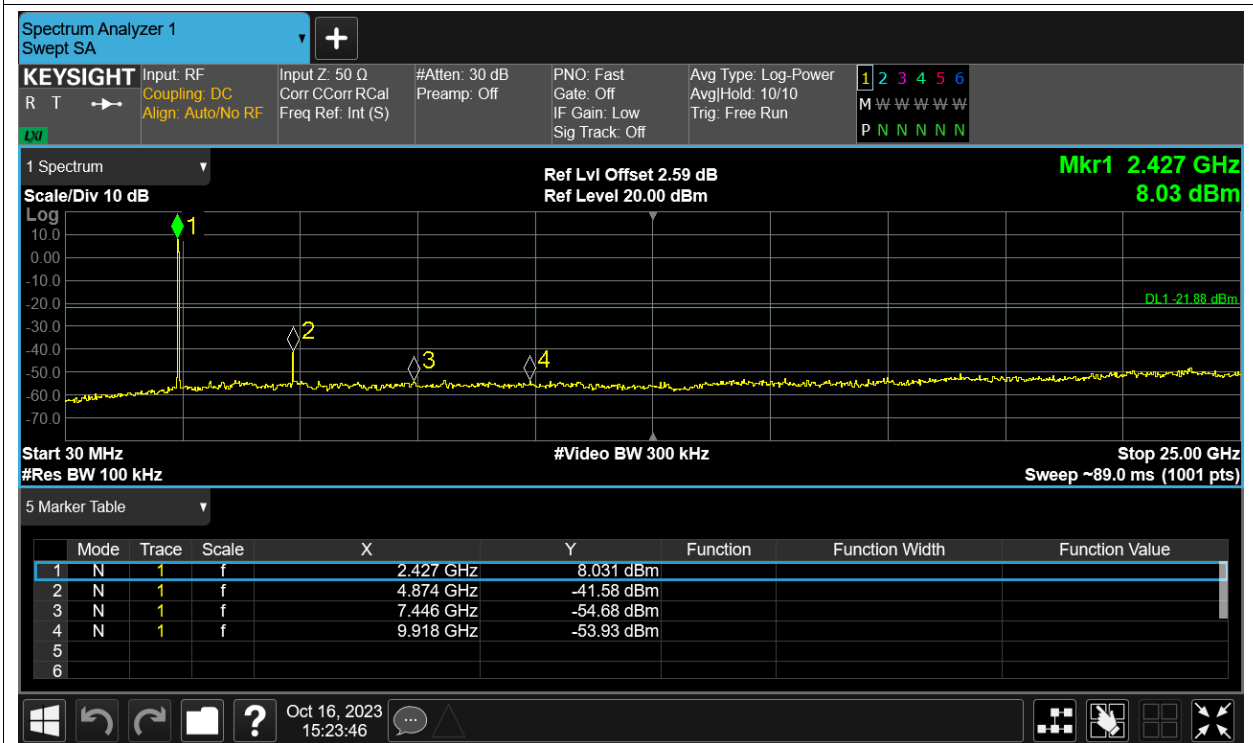 Spectrum Analyzer 1
Swept SA
KEYSIGHT
R T
LXI
Input: RF
Coupling: DC
Align: Auto/No RF
Input Z: 50 Ω
Corr CCorr RCal
Freq Ref: Int (S)
#Atten: 30 dB
Preamp: Off
PNO: Fast
Gate: Off
IF Gain: Low
Sig Track: Off
Avg Type: Log-Power
Avg|Hold: 10/10
Trig: Free Run
1 2 3 4 5 6
M W W W W W
P N N N N N
1 Spectrum
Scale/Div 10 dB
Ref Lvl Offset 2.59 dB
Ref Level 20.00 dBm
Mkr1 2.427 GHz
8.03 dBm
Log
10.0
0.00
-10.0
-20.0
-30.0
-40.0
-50.0
-60.0
-70.0
1
2
3
4
DL1 -21.88 dBm
Start 30 MHz
#Video BW 300 kHz
Stop 25.00 GHz
#Res BW 100 kHz
Sweep ~89.0 ms (1001 pts)
5 Marker Table
Mode Trace Scale X Y Function Function Width Function Value
1 N 1 f 2.427 GHz 8.031 dBm
2 N 1 f 4.874 GHz -41.58 dBm
3 N 1 f 7.446 GHz -54.68 dBm
4 N 1 f 9.918 GHz -53.93 dBm
5
6
?
Oct 16, 2023
15:23:46